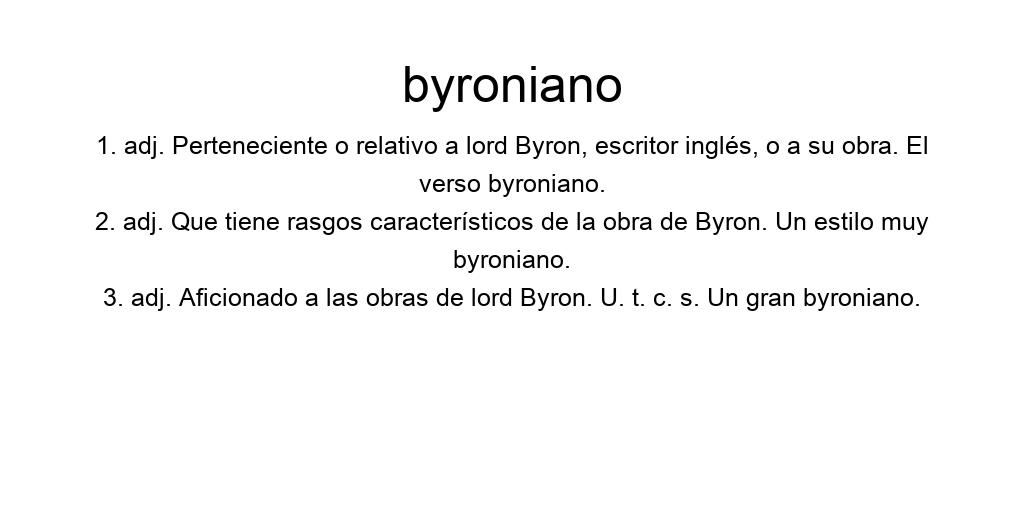 byroniano
1. adj. Perteneciente o relativo a lord Byron, escritor inglés, o a su obra. El
verso byroniano.
2. adj. Que tiene rasgos característicos de la obra de Byron. Un estilo muy
byroniano.
3. adj. Aficionado a las obras de lord Byron. U. t. c. s. Un gran byroniano.